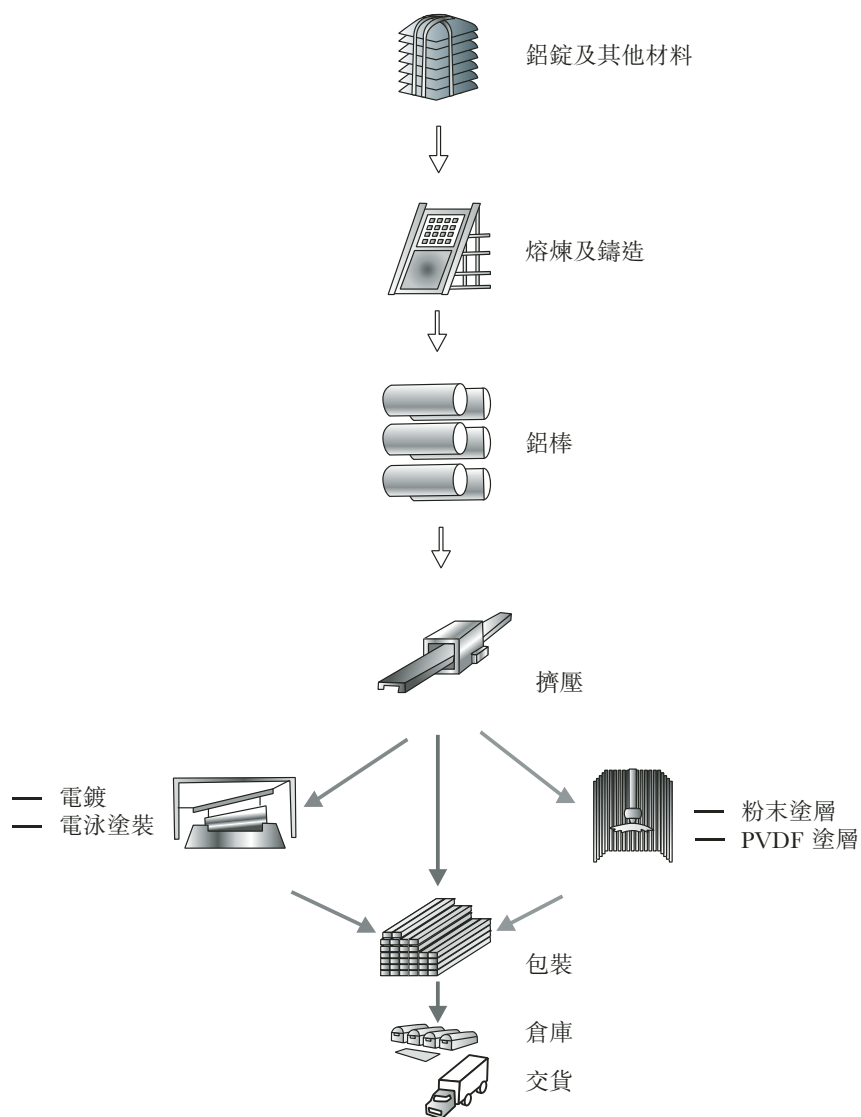 鋁錠及其他材料
熔煉及鑄造
鋁棒
擠壓
— 電鍍
— 電泳塗裝
— 粉末塗層
— PVDF 塗層
包裝
倉庫
交貨